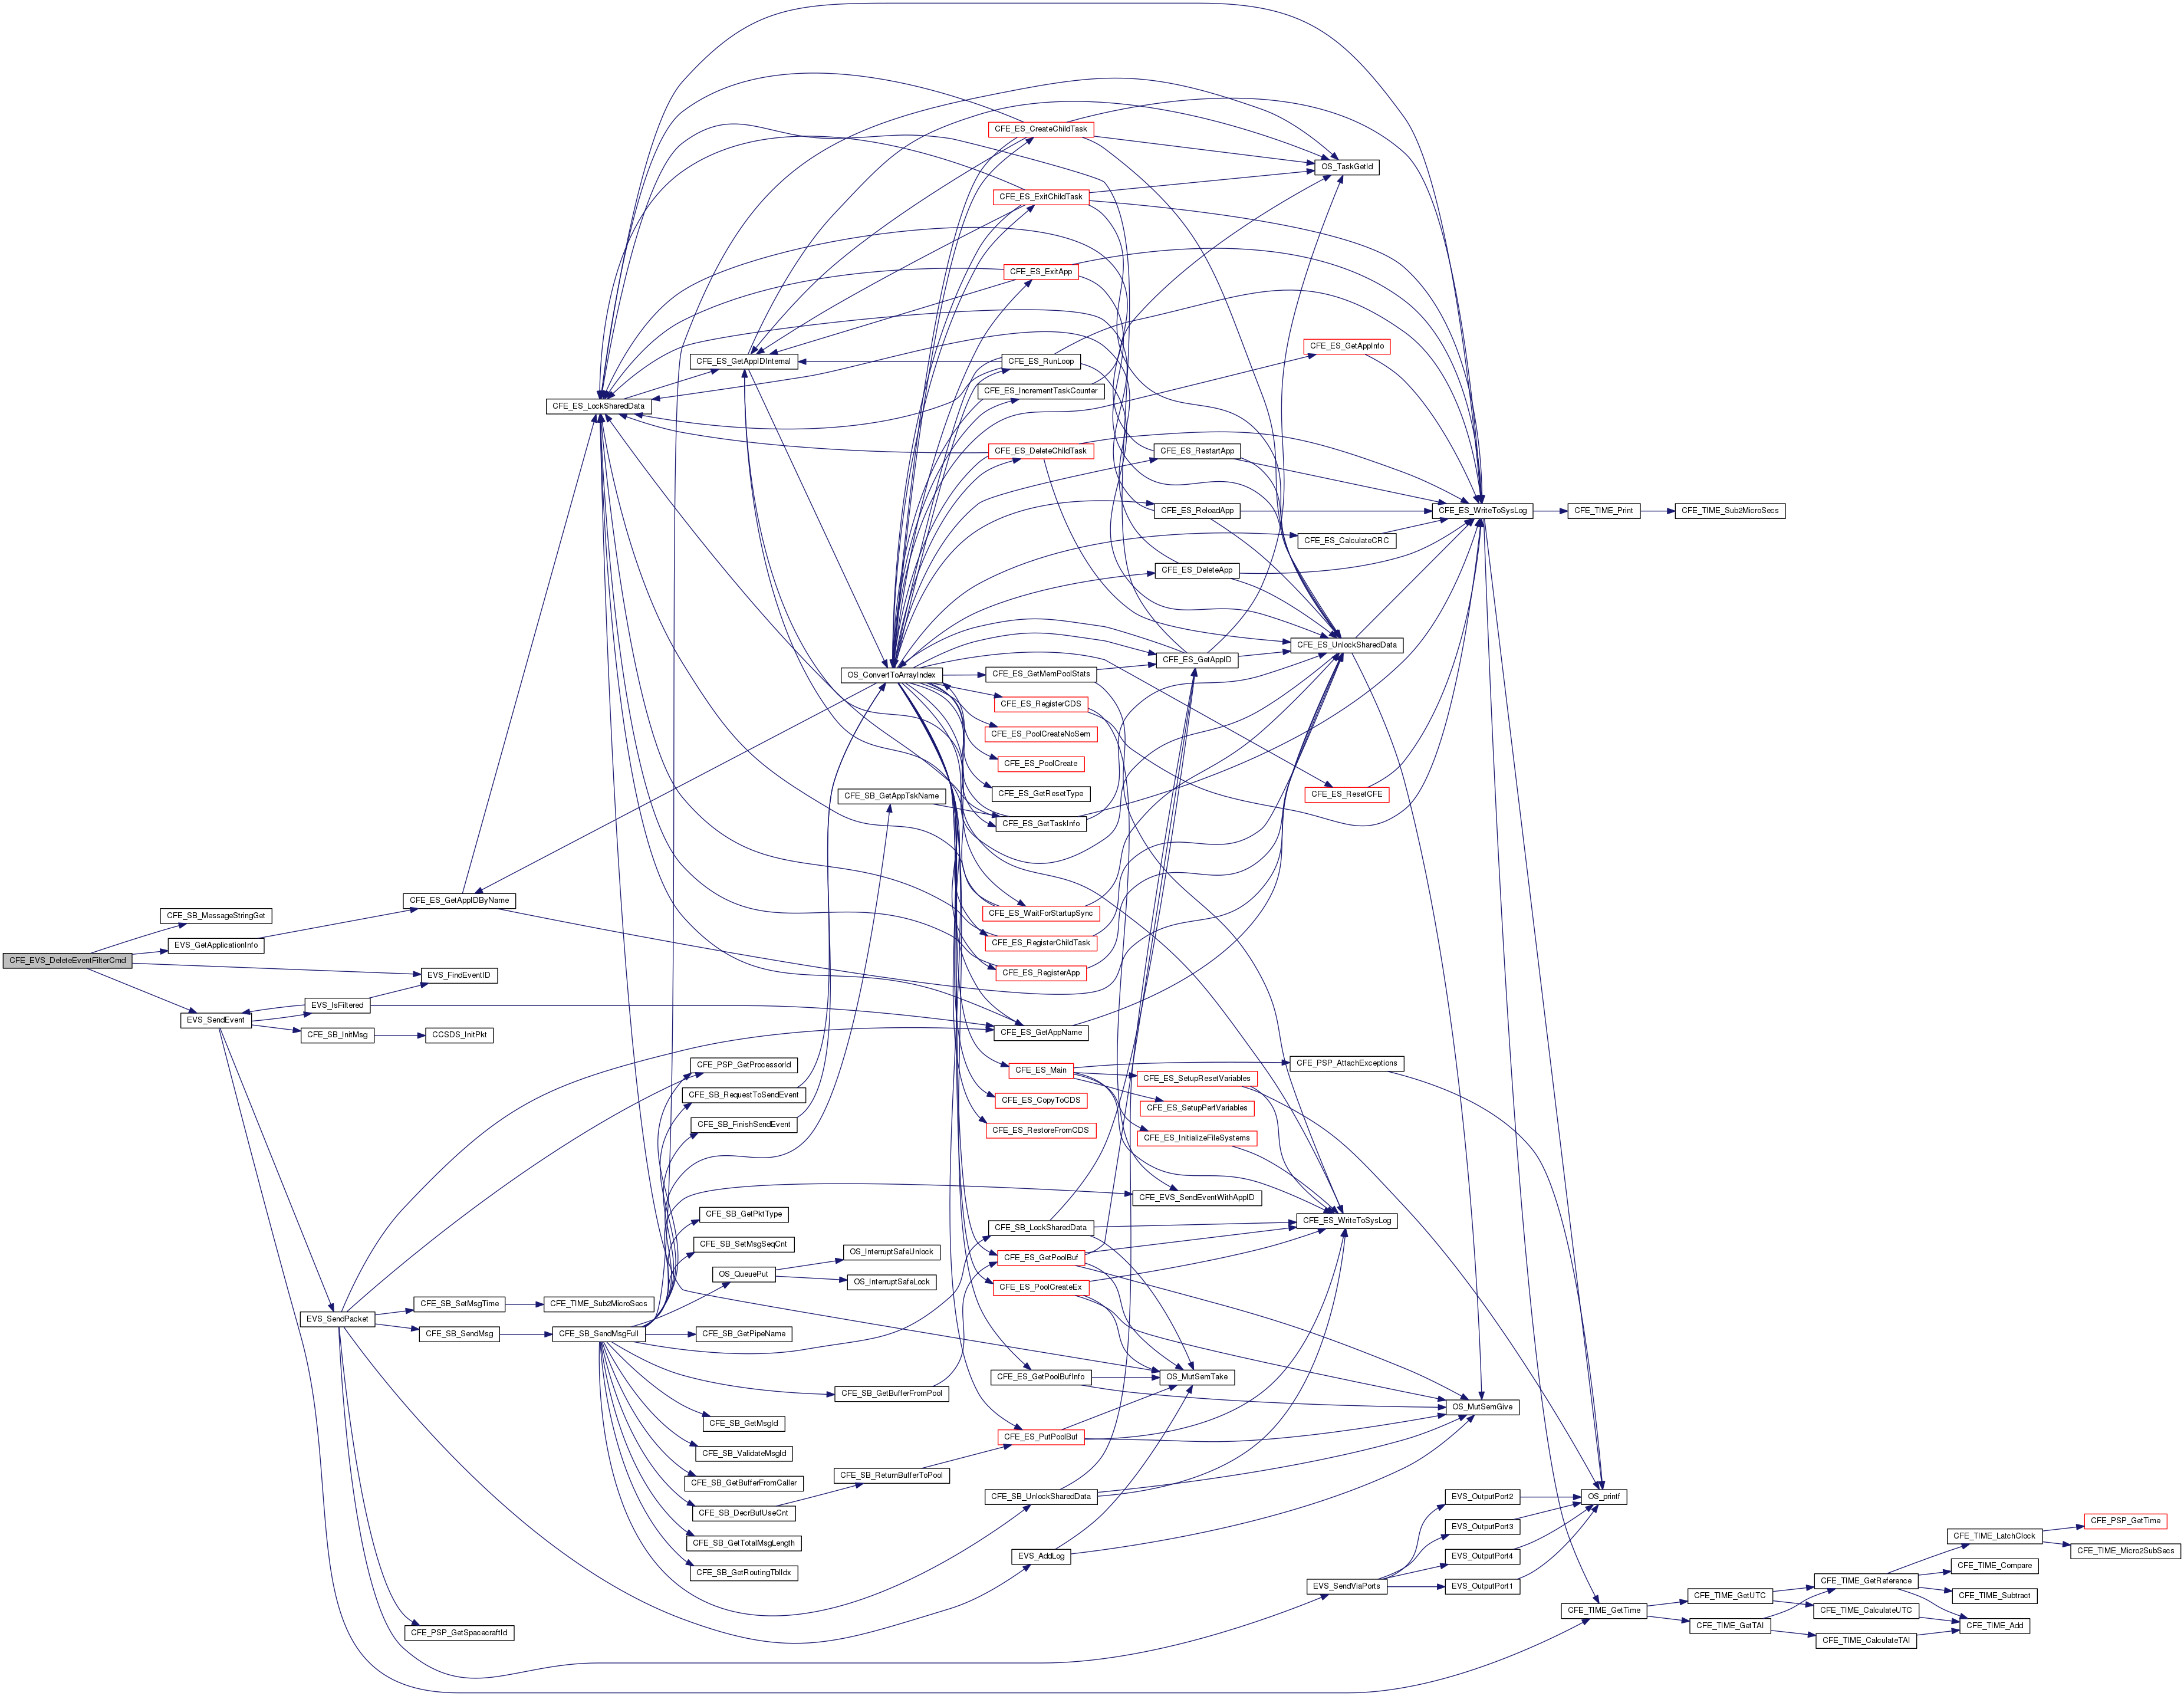 CFE_EVS_DeleteEventFilterCmd
CFE_SB_MessageStringGet
EVS_GetApplicationInfo
EVS_SendEvent
EVS_IsFiltered
CFE_SB_InitMsg
EVS_SendPacket
CFE_ES_GetAppIDByName
EVS_FindEventID
CCSDS_InitPkt
CFE_SB_SetMsgTime
CFE_SB_SendMsg
CFE_PSP_GetSpacecraftId
CFE_ES_LockSharedData
CFE_TIME_Sub2MicroSecs
CFE_SB_SendMsgFull
CFE_ES_GetAppIDInternal
CFE_PSP_GetProcessorId
CFE_SB_RequestToSendEvent
CFE_SB_FinishSendEvent
CFE_SB_GetPktType
CFE_SB_SetMsgSeqCnt
OS_QueuePut
CFE_SB_GetPipeName
CFE_SB_GetMsgId
CFE_SB_ValidateMsgId
CFE_SB_GetBufferFromCaller
CFE_SB_DecrBufUseCnt
CFE_SB_GetTotalMsgLength
CFE_SB_GetRoutingTblIdx
OS_ConvertToArrayIndex
CFE_SB_GetAppTskName
OS_InterruptSafeUnlock
OS_InterruptSafeLock
CFE_SB_GetBufferFromPool
CFE_SB_ReturnBufferToPool
CFE_ES_CreateChildTask
CFE_ES_ExitChildTask
CFE_ES_ExitApp
CFE_ES_RunLoop
CFE_ES_IncrementTaskCounter
CFE_ES_DeleteChildTask
CFE_ES_GetMemPoolStats
CFE_ES_RegisterCDS
CFE_ES_PoolCreateNoSem
CFE_ES_PoolCreate
CFE_ES_GetResetType
CFE_ES_GetTaskInfo
CFE_ES_WaitForStartupSync
CFE_ES_RegisterChildTask
CFE_ES_RegisterApp
CFE_ES_GetAppName
CFE_ES_Main
CFE_ES_CopyToCDS
CFE_ES_RestoreFromCDS
CFE_SB_LockSharedData
CFE_ES_GetPoolBuf
CFE_ES_PoolCreateEx
CFE_ES_GetPoolBufInfo
CFE_ES_PutPoolBuf
CFE_SB_UnlockSharedData
EVS_AddLog
CFE_ES_RestartApp
CFE_ES_ReloadApp
CFE_ES_DeleteApp
CFE_ES_GetAppID
CFE_ES_SetupResetVariables
CFE_ES_SetupPerfVariables
CFE_ES_InitializeFileSystems
CFE_EVS_SendEventWithAppID
OS_MutSemTake
OS_TaskGetId
CFE_ES_GetAppInfo
CFE_ES_CalculateCRC
CFE_ES_UnlockSharedData
CFE_ES_ResetCFE
CFE_PSP_AttachExceptions
CFE_ES_WriteToSysLog
EVS_SendViaPorts
CFE_ES_WriteToSysLog
OS_MutSemGive
EVS_OutputPort2
EVS_OutputPort3
EVS_OutputPort4
EVS_OutputPort1
CFE_TIME_Print
OS_printf
CFE_TIME_GetTime
CFE_TIME_Sub2MicroSecs
CFE_TIME_GetUTC
CFE_TIME_GetTAI
CFE_TIME_GetReference
CFE_TIME_CalculateUTC
CFE_TIME_CalculateTAI
CFE_TIME_LatchClock
CFE_TIME_Compare
CFE_TIME_Subtract
CFE_TIME_Add
CFE_PSP_GetTime
CFE_TIME_Micro2SubSecs